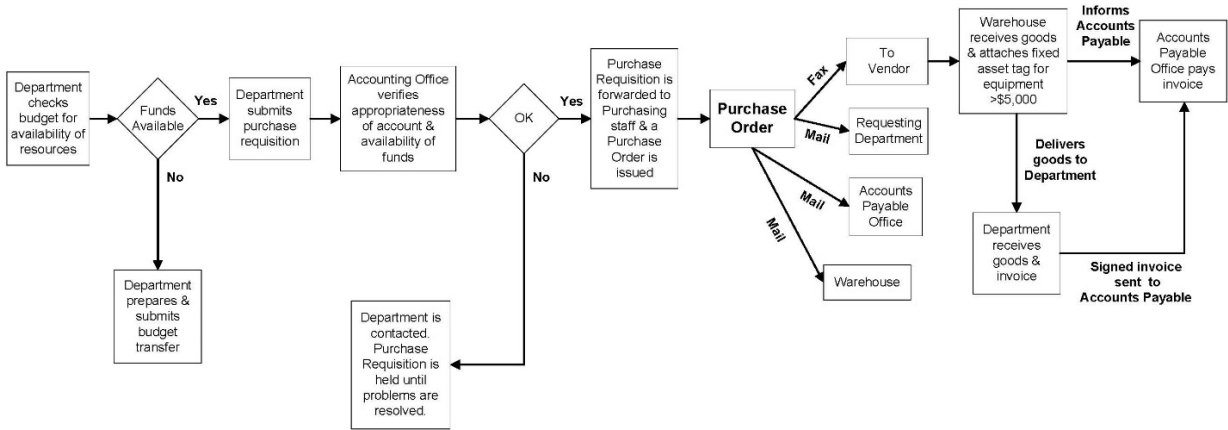 Department
checks
budget for
availability of
resources
Funds
Available
Yes
No
Department
prepares &
submits
budget
transfer
Department
submits
purchase
requisition
Accounting Office
verifies
appropriateness
of account &
availability of
funds
OK
Yes
No
Department is
contacted.
Purchase
Requisition is
held until
problems are
resolved.
Purchase
Requisition is
forwarded to
Purchasing
staff & a
Purchase
Order is
issued
Purchase
Order
Fax
To
Vendor
Mail
Requesting
Department
Mail
Accounts
Payable
Office
Mail
Warehouse
Warehouse
receives goods
& attaches fixed
asset tag for
equipment
>$5,000
Informs
Accounts
Payable
Accounts
Payable
Office pays
invoice
Delivers
goods to
Department
Department
receives
goods &
invoice
Signed invoice
sent to
Accounts Payable